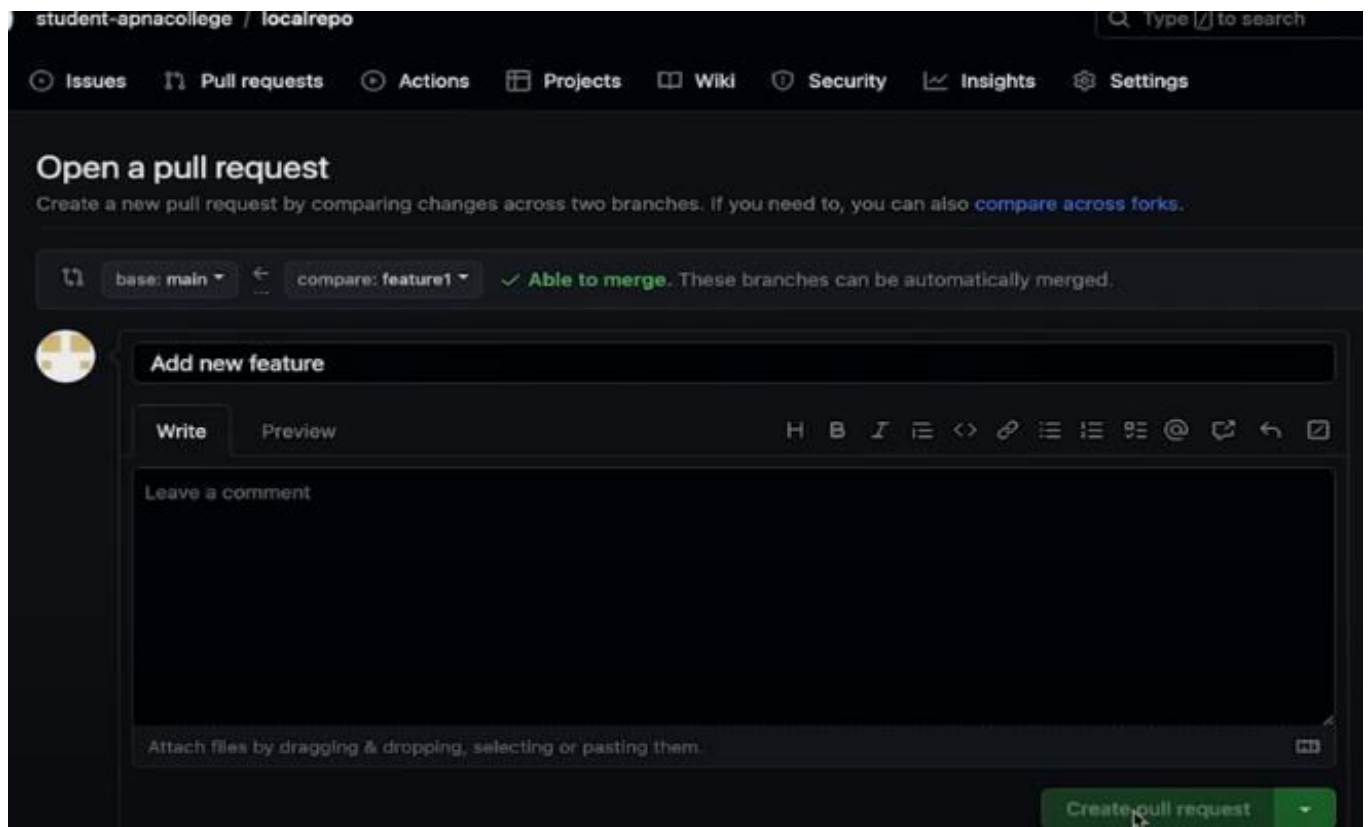 student-apnacollege / localrepo
Type / to search
Issues Pull requests Actions Projects Wiki Security Insights Settings
Open a pull request
Create a new pull request by comparing changes across two branches. If you need to, you can also compare across forks.
base: main ← compare: feature1 ✓ Able to merge. These branches can be automatically merged.
Add new feature
Write Preview H B I <> @
Leave a comment
Attach files by dragging & dropping, selecting or pasting them.
Create pull request